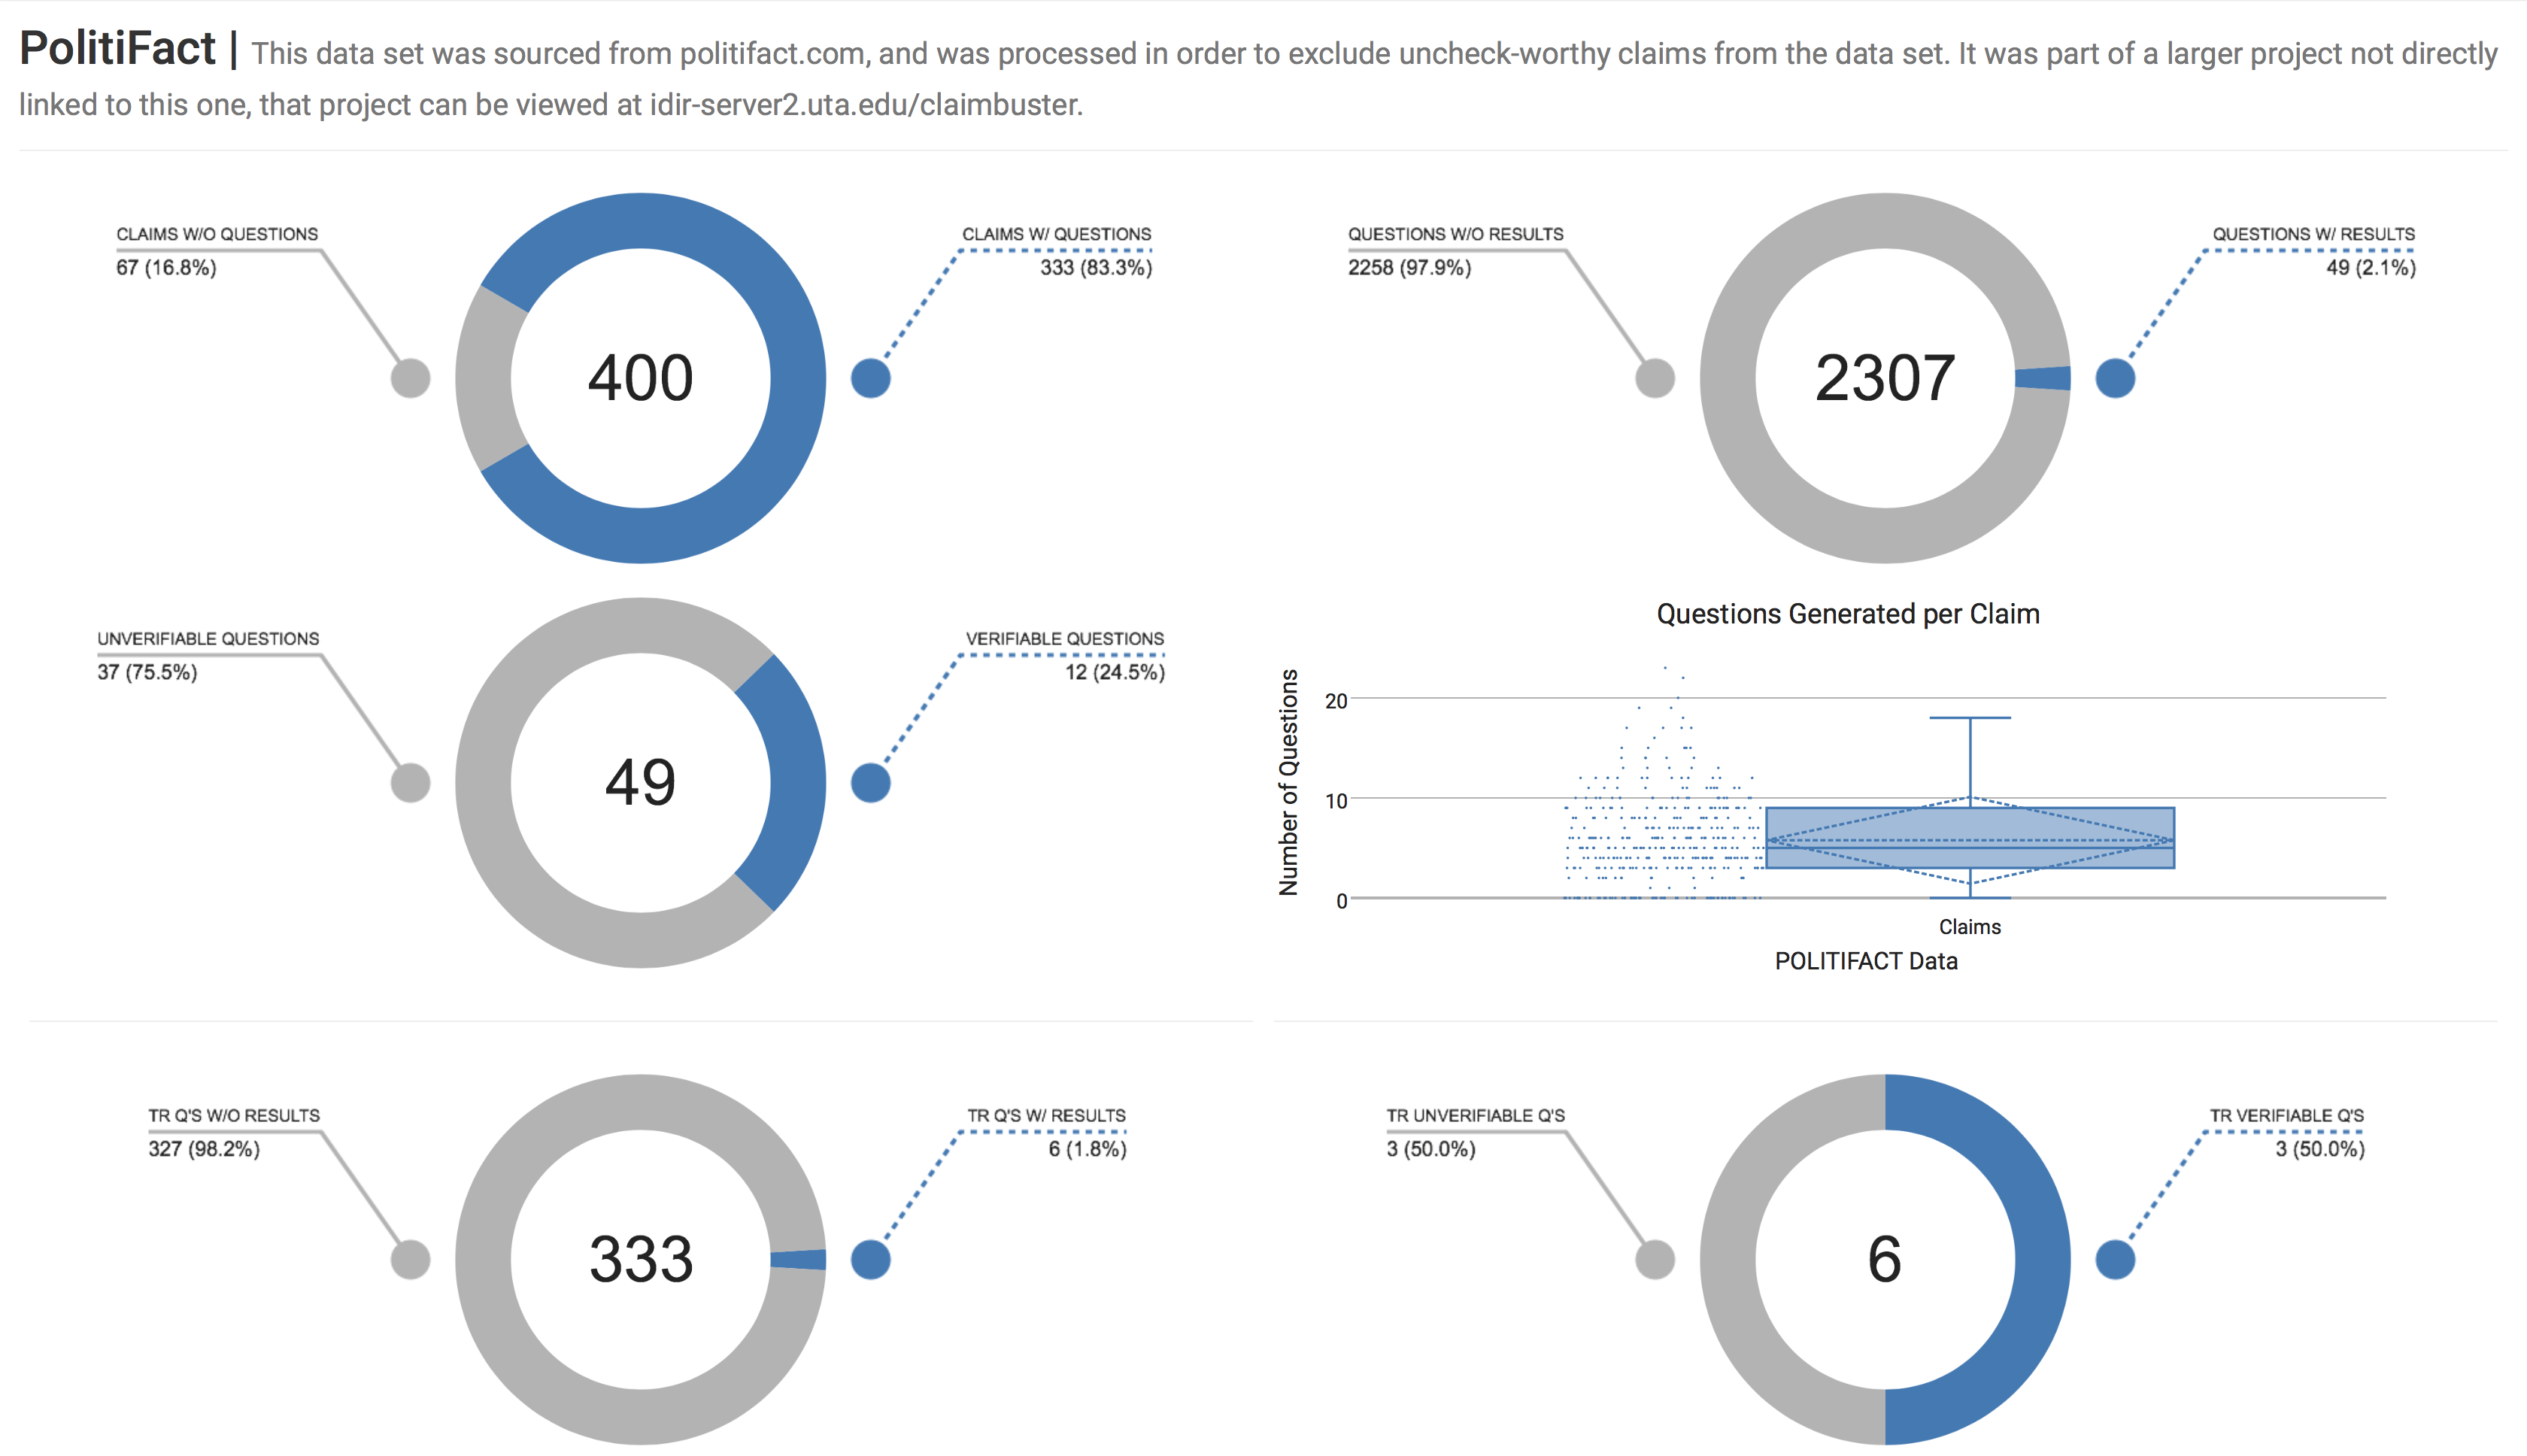 PolitiFact | This data set was sourced from politifact.com, and was processed in order to exclude uncheck-worthy claims from the data set. It was part of a larger project not directly
linked to this one, that project can be viewed at idir-server2.uta.edu/claimbuster.
CLAIMS W/O QUESTIONS
67 (16.8%)
400
CLAIMS W/ QUESTIONS
333 (83.3%)
QUESTIONS W/O RESULTS
2258 (97.9%)
2307
QUESTIONS W/ RESULTS
49 (2.1%)
UNVERIFIABLE QUESTIONS
37 (75.5%)
49
VERIFIABLE QUESTIONS
12 (24.5%)
Questions Generated per Claim
Number of Questions
20
10
0
Claims
POLITIFACT Data
TR Q'S W/O RESULTS
327 (98.2%)
333
TR Q'S W/ RESULTS
6 (1.8%)
TR UNVERIFIABLE Q'S
3 (50.0%)
6
TR VERIFIABLE Q'S
3 (50.0%)